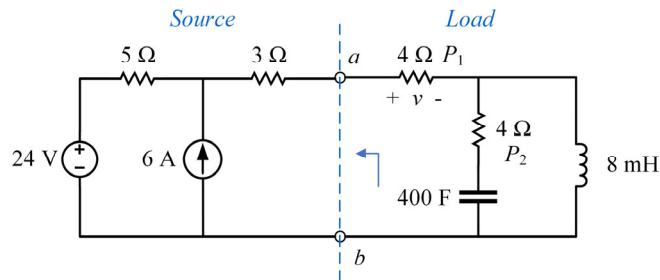 Source Load
5 Ω 3 Ω a 4 Ω P1
+ v -
4 Ω
P2
24 V + − 6 A 8 mH
400 F
b